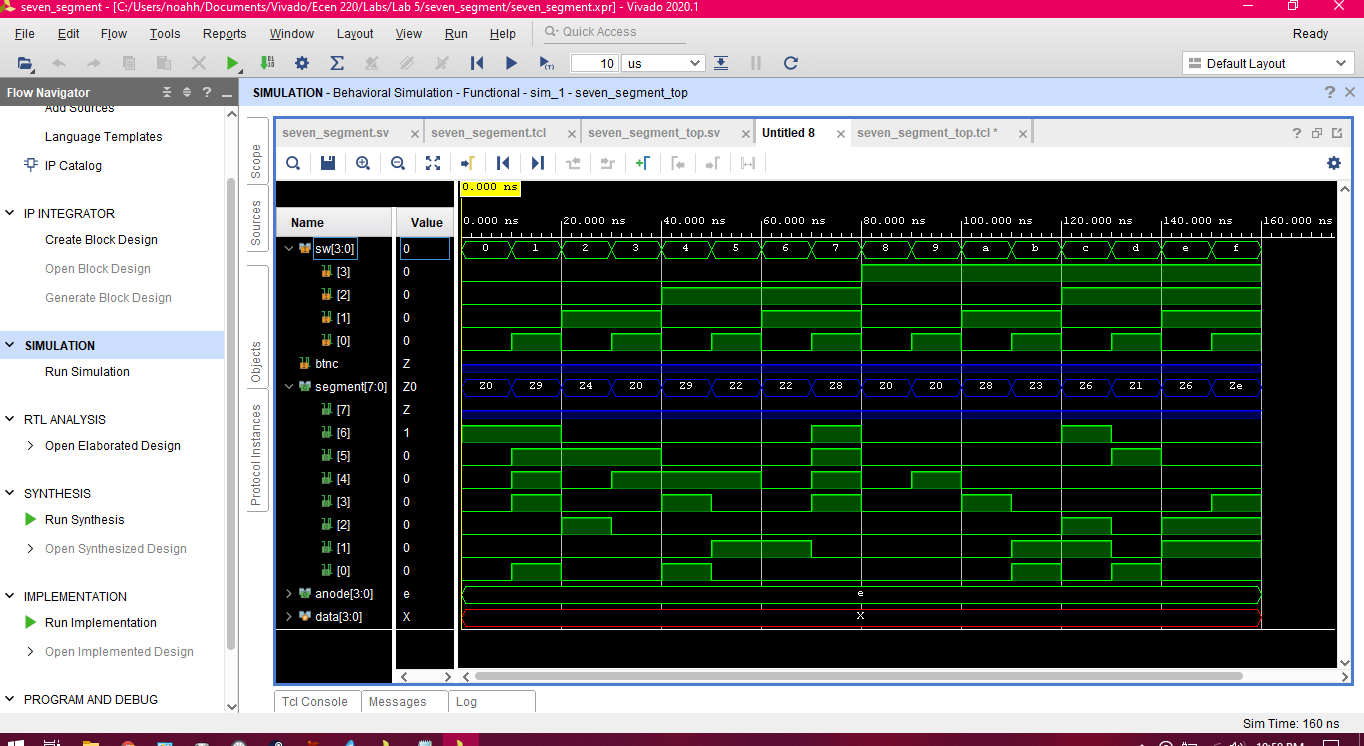 seven_segment - [C:/Users/noahh/Documents/Vivado/Ecen 220/Labs/Lab 5/seven_segment/seven_segment.xpr] - Vivado 2020.1
File Edit Flow Tools Reports Window Layout View Run Help Quick Access Ready
10 us Default Layout
Flow Navigator
SIMULATION - Behavioral Simulation - Functional - sim_1 - seven_segment_top
Add Sources
Language Templates
IP Catalog
IP INTEGRATOR
Create Block Design
Open Block Design
Generate Block Design
SIMULATION
Run Simulation
RTL ANALYSIS
Open Elaborated Design
SYNTHESIS
Run Synthesis
Open Synthesized Design
IMPLEMENTATION
Run Implementation
Open Implemented Design
PROGRAM AND DEBUG
Scope
Sources
Objects
Protocol Instances
seven_segment.sv seven_segement.tcl seven_segment_top.sv Untitled 8 seven_segment_top.tcl *
0.000 ns
Name Value
0.000 ns 20.000 ns 40.000 ns 60.000 ns 80.000 ns 100.000 ns 120.000 ns 140.000 ns 160.000 ns
sw[3:0] 0 0 1 2 3 4 5 6 7 8 9 a b c d e f
[3] 0
[2] 0
[1] 0
[0] 0
btnc Z
segment[7:0] Z0 Z0 Z9 Z4 Z0 Z9 Z2 Z2 Z8 Z0 Z0 Z8 Z3 Z6 Z1 Z6 Ze
[7] Z
[6] 1
[5] 0
[4] 0
[3] 0
[2] 0
[1] 0
[0] 0
anode[3:0] e e
data[3:0] X X
Tcl Console Messages Log
Sim Time: 160 ns